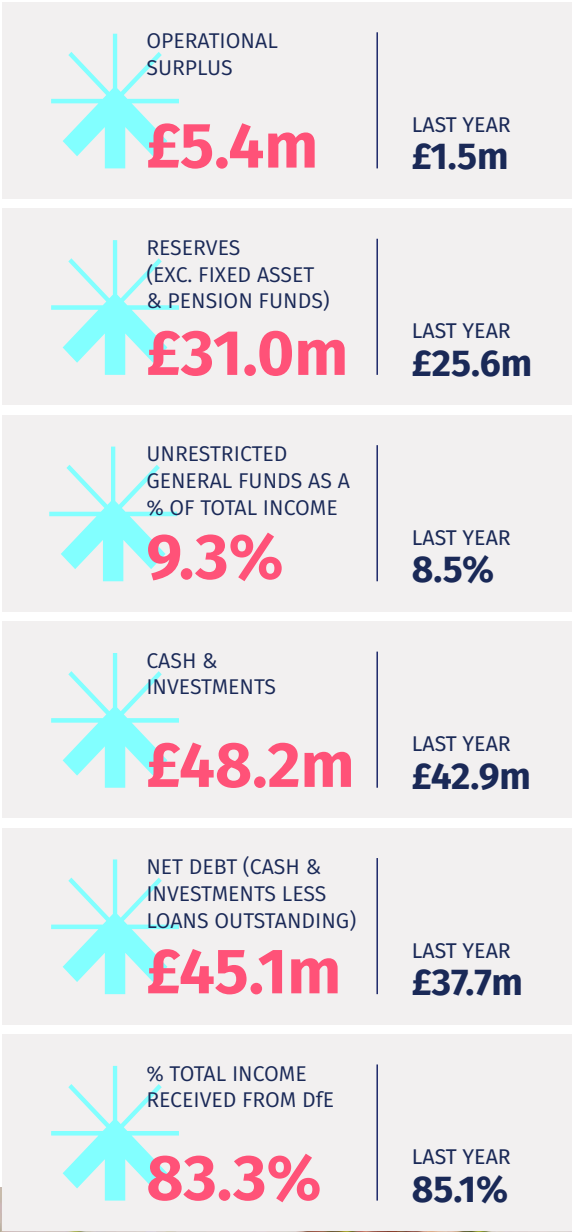 OPERATIONAL
SURPLUS
£5.4m
LAST YEAR
£1.5m
RESERVES
(EXC. FIXED ASSET
& PENSION FUNDS)
£31.0m
LAST YEAR
£25.6m
UNRESTRICTED
GENERAL FUNDS AS A
% OF TOTAL INCOME
9.3%
LAST YEAR
8.5%
CASH &
INVESTMENTS
£48.2m
LAST YEAR
£42.9m
NET DEBT (CASH &
INVESTMENTS LESS
LOANS OUTSTANDING)
£45.1m
LAST YEAR
£37.7m
% TOTAL INCOME
RECEIVED FROM DfE
83.3%
LAST YEAR
85.1%